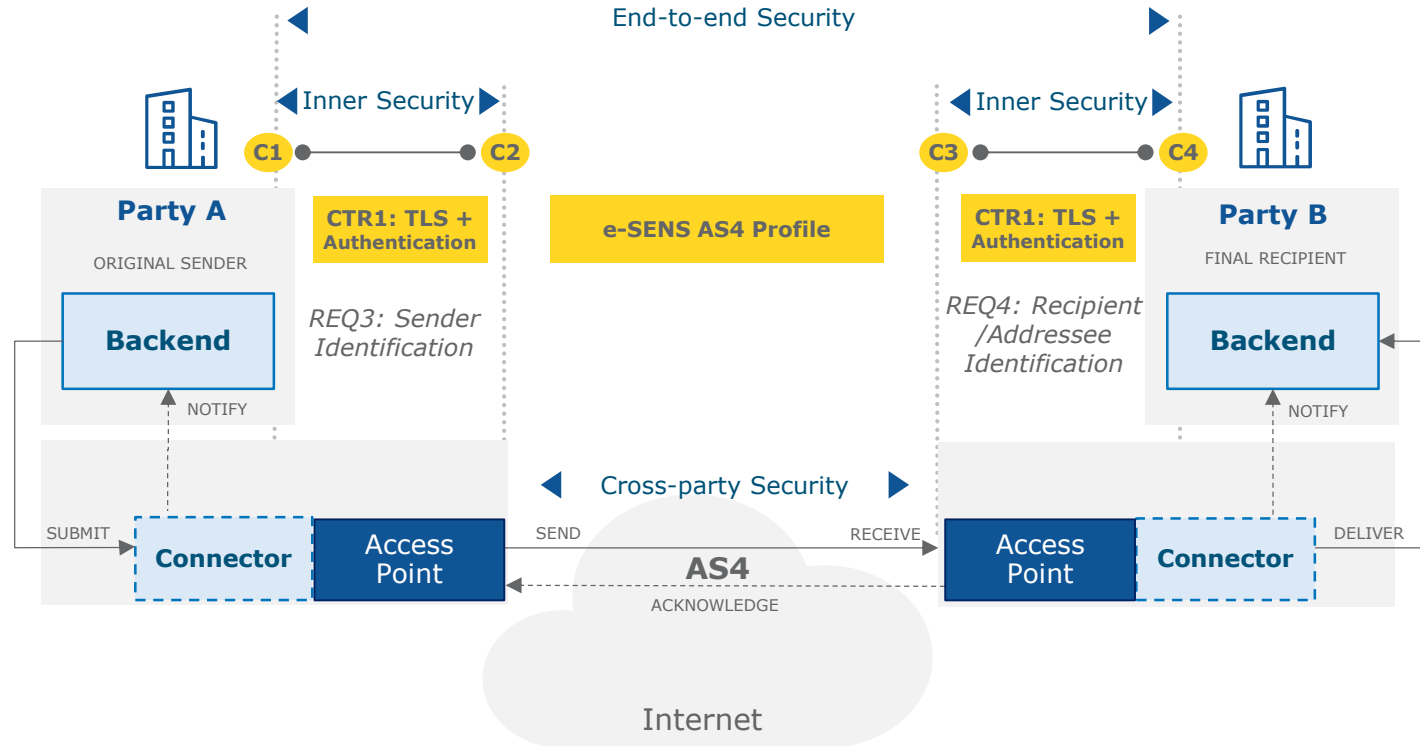 End-to-end Security
Inner Security
Inner Security
C1
C2
C3
C4
Party A
ORIGINAL SENDER
Backend
NOTIFY
CTR1: TLS +
Authentication
REQ3: Sender
Identification
e-SENS AS4 Profile
CTR1: TLS +
Authentication
REQ4: Recipient
/Addressee
Identification
Party B
FINAL RECIPIENT
Backend
NOTIFY
Cross-party Security
SUBMIT
Connector
Access
Point
SEND
RECEIVE
AS4
ACKNOWLEDGE
Access
Point
Connector
DELIVER
Internet